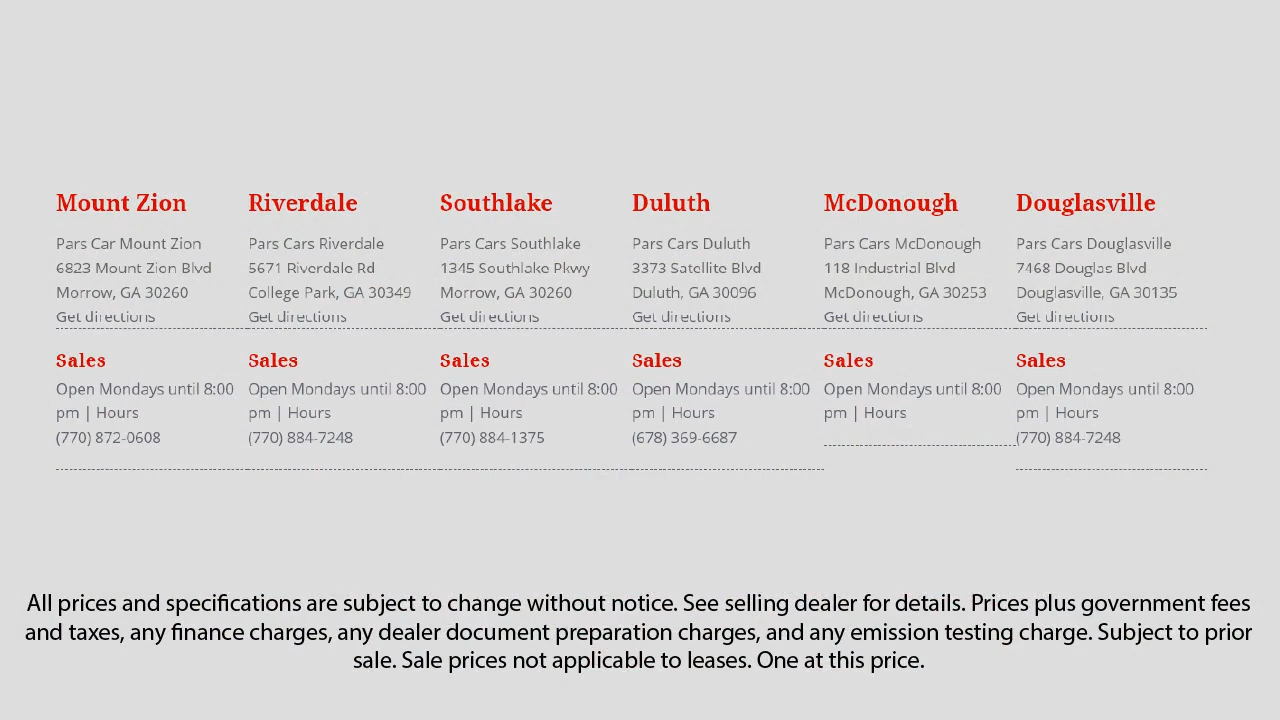 Mount Zion
Pars Car Mount Zion
6823 Mount Zion Blvd
Morrow, GA 30260
Get directions
Sales
Open Mondays until 8:00
pm | Hours
(770) 872-0608
Riverdale
Pars Cars Riverdale
5671 Riverdale Rd
College Park, GA 30349
Get directions
Sales
Open Mondays until 8:00
pm | Hours
(770) 884-7248
Southlake
Pars Cars Southlake
1345 Southlake Pkwy
Morrow, GA 30260
Get directions
Sales
Open Mondays until 8:00
pm | Hours
(770) 884-1375
Duluth
Pars Cars Duluth
3373 Satellite Blvd
Duluth, GA 30096
Get directions
Sales
Open Mondays until 8:00
pm | Hours
(678) 369-6687
McDonough
Pars Cars McDonough
118 Industrial Blvd
McDonough, GA 30253
Get directions
Sales
Open Mondays until 8:00
pm | Hours
Douglasville
Pars Cars Douglasville
7468 Douglas Blvd
Douglasville, GA 30135
Get directions
Sales
Open Mondays until 8:00
pm | Hours
(770) 884-7248
All prices and specifications are subject to change without notice. See selling dealer for details. Prices plus government fees
and taxes, any finance charges, any dealer document preparation charges, and any emission testing charge. Subject to prior
sale. Sale prices not applicable to leases. One at this price.